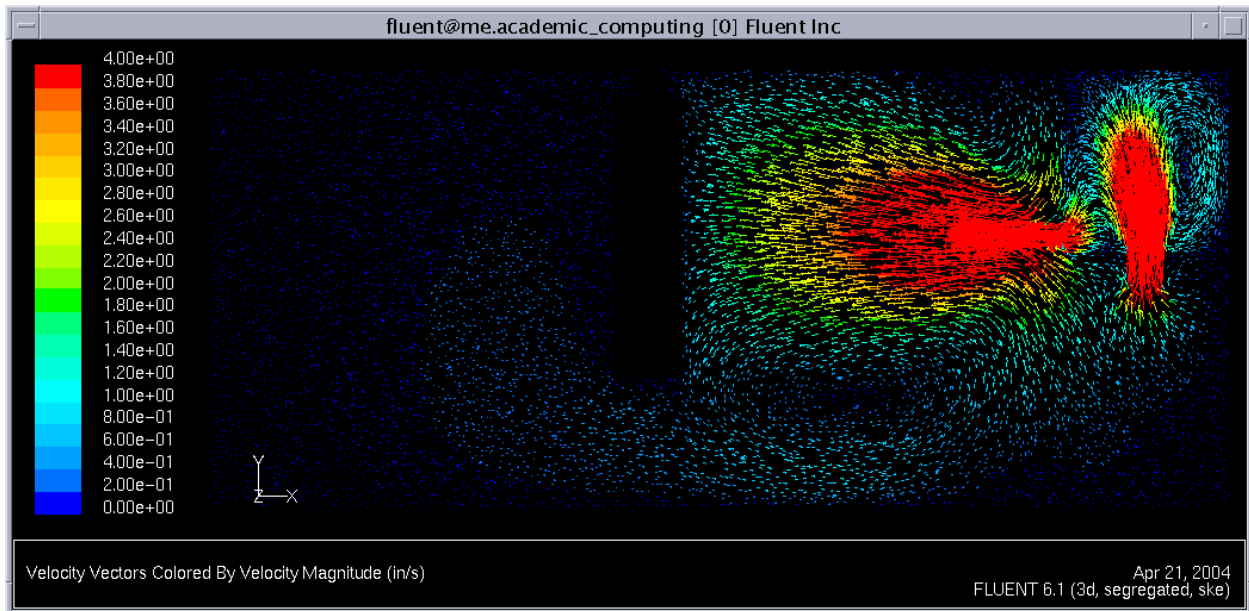 fluent@me.academic_computing [0] Fluent Inc
4.00e+00
3.80e+00
3.60e+00
3.40e+00
3.20e+00
3.00e+00
2.80e+00
2.60e+00
2.40e+00
2.20e+00
2.00e+00
1.80e+00
1.60e+00
1.40e+00
1.20e+00
1.00e+00
8.00e-01
6.00e-01
4.00e-01
2.00e-01
0.00e+00
Y
Z X
Velocity Vectors Colored By Velocity Magnitude (in/s)
Apr 21, 2004
FLUENT 6.1 (3d, segregated, ske)